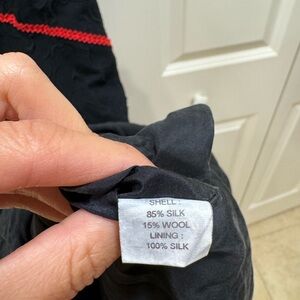 SHELL :
85% SILK
15% WOOL
LINING :
100% SILK